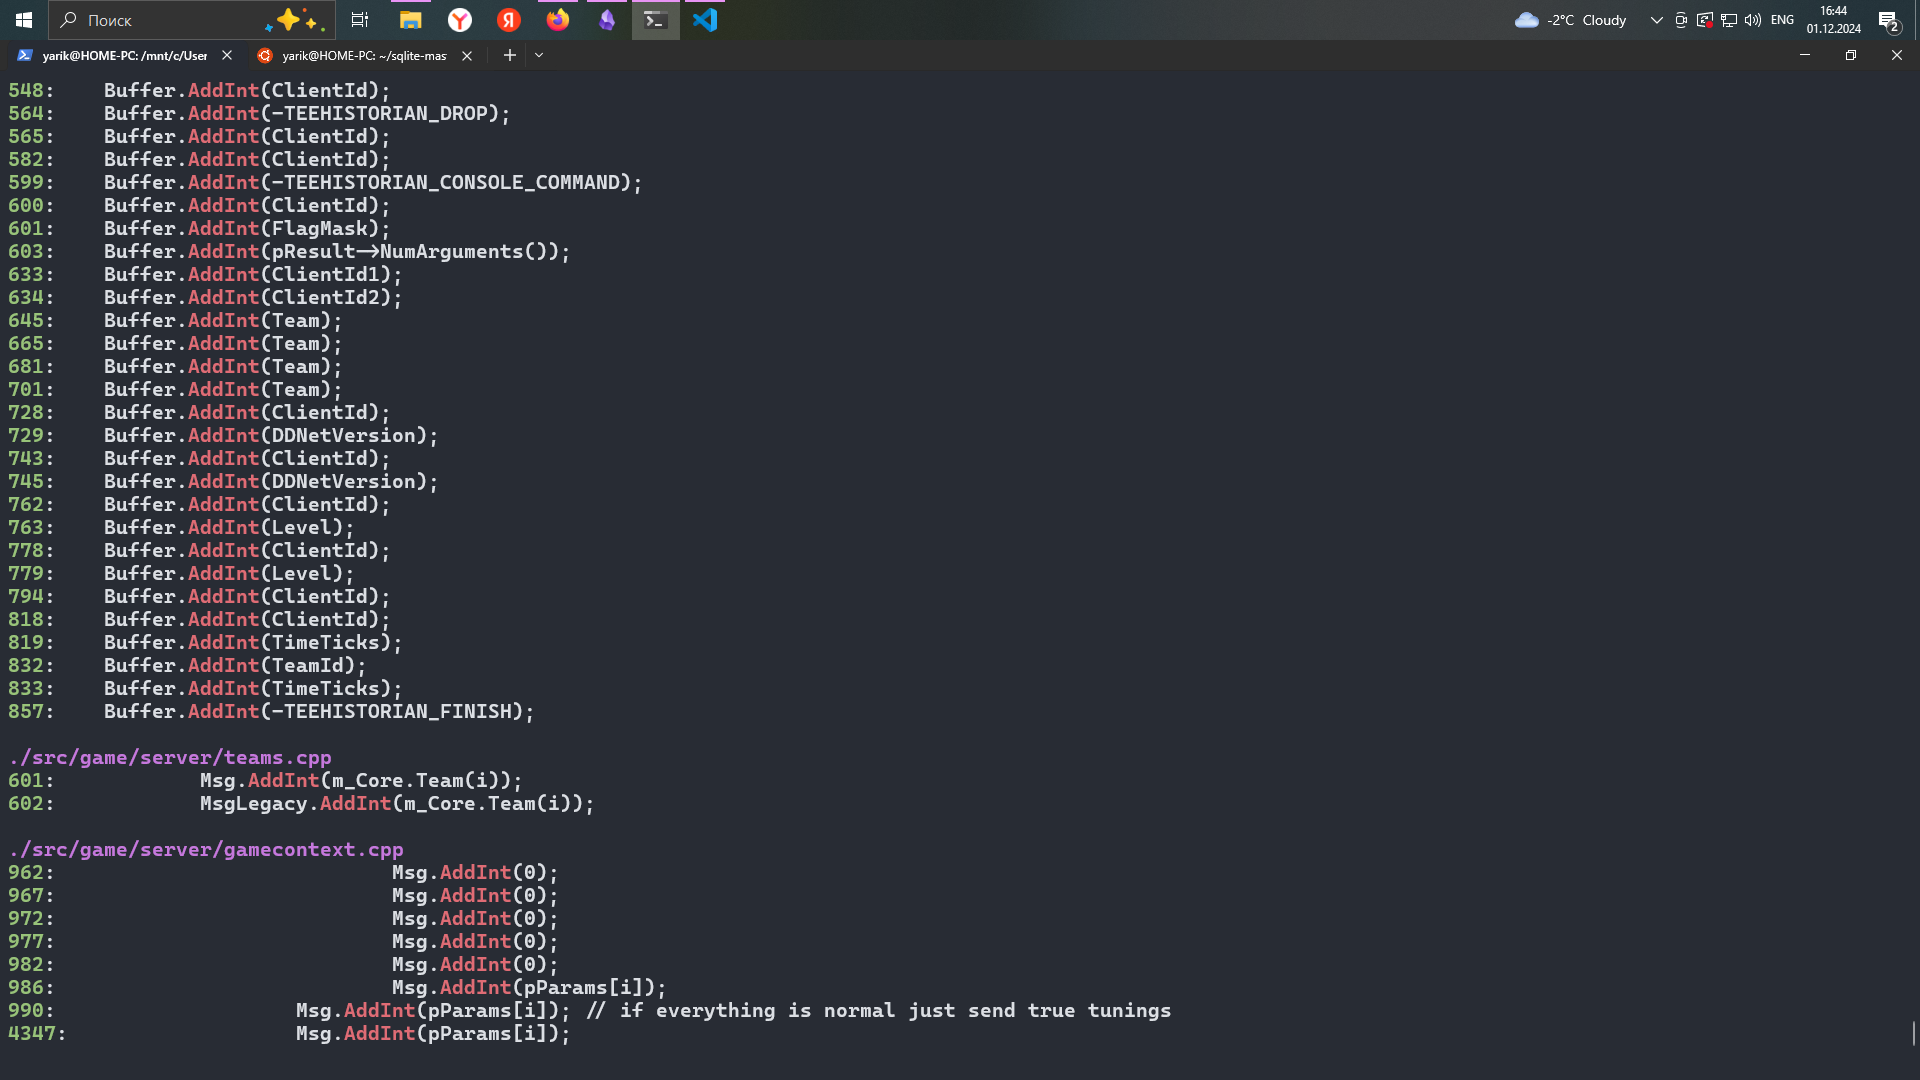 Поиск
-2°C Cloudy
ENG
16:44
01.12.2024
2
yarik@HOME-PC: /mnt/c/User
yarik@HOME-PC: ~/sqlite-mas
548:    Buffer.AddInt(ClientId);
564:    Buffer.AddInt(-TEEHISTORIAN_DROP);
565:    Buffer.AddInt(ClientId);
582:    Buffer.AddInt(ClientId);
599:    Buffer.AddInt(-TEEHISTORIAN_CONSOLE_COMMAND);
600:    Buffer.AddInt(ClientId);
601:    Buffer.AddInt(FlagMask);
603:    Buffer.AddInt(pResult->NumArguments());
633:    Buffer.AddInt(ClientId1);
634:    Buffer.AddInt(ClientId2);
645:    Buffer.AddInt(Team);
665:    Buffer.AddInt(Team);
681:    Buffer.AddInt(Team);
701:    Buffer.AddInt(Team);
728:    Buffer.AddInt(ClientId);
729:    Buffer.AddInt(DDNetVersion);
743:    Buffer.AddInt(ClientId);
745:    Buffer.AddInt(DDNetVersion);
762:    Buffer.AddInt(ClientId);
763:    Buffer.AddInt(Level);
778:    Buffer.AddInt(ClientId);
779:    Buffer.AddInt(Level);
794:    Buffer.AddInt(ClientId);
818:    Buffer.AddInt(ClientId);
819:    Buffer.AddInt(TimeTicks);
832:    Buffer.AddInt(TeamId);
833:    Buffer.AddInt(TimeTicks);
857:    Buffer.AddInt(-TEEHISTORIAN_FINISH);
./src/game/server/teams.cpp
601:            Msg.AddInt(m_Core.Team(i));
602:            MsgLegacy.AddInt(m_Core.Team(i));
./src/game/server/gamecontext.cpp
962:                            Msg.AddInt(0);
967:                            Msg.AddInt(0);
972:                            Msg.AddInt(0);
977:                            Msg.AddInt(0);
982:                            Msg.AddInt(0);
986:                            Msg.AddInt(pParams[i]);
990:                    Msg.AddInt(pParams[i]); // if everything is normal just send true tunings
4347:                   Msg.AddInt(pParams[i]);